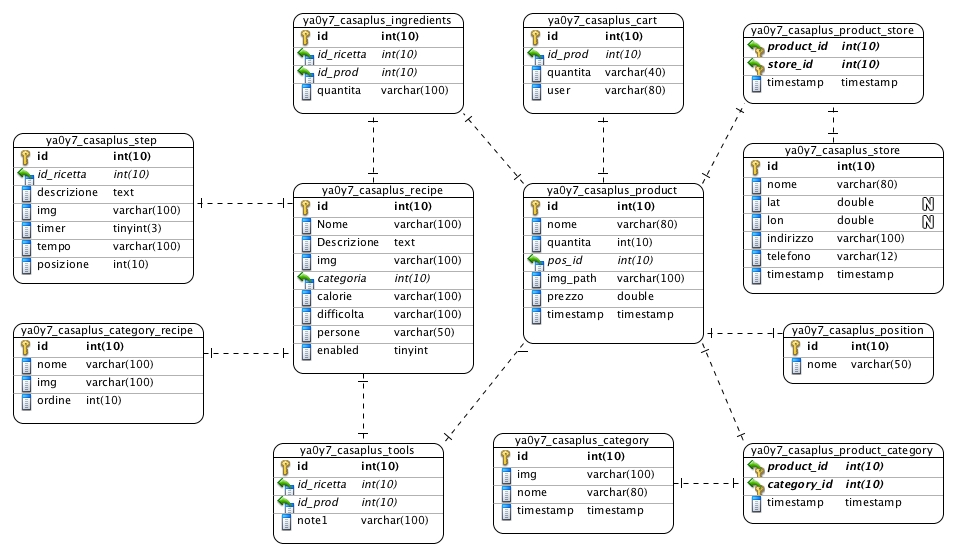 ya0y7_casaplus_ingredients
id int(10)
id_ricetta int(10)
id_prod int(10)
quantita varchar(100)
ya0y7_casaplus_cart
id int(10)
id_prod int(10)
quantita varchar(40)
user varchar(80)
ya0y7_casaplus_product_store
product_id int(10)
store_id int(10)
timestamp timestamp
ya0y7_casaplus_step
id int(10)
id_ricetta int(10)
descrizione text
img varchar(100)
timer tinyint(3)
tempo varchar(100)
posizione int(10)
ya0y7_casaplus_recipe
id int(10)
Nome varchar(100)
Descrizione text
img varchar(100)
categoria int(10)
calorie varchar(100)
difficolta varchar(100)
persone varchar(50)
enabled tinyint
ya0y7_casaplus_product
id int(10)
nome varchar(80)
quantita int(10)
pos_id int(10)
img_path varchar(100)
prezzo double
timestamp timestamp
ya0y7_casaplus_store
id int(10)
nome varchar(80)
lat double N
lon double N
indirizzo varchar(100)
telefono varchar(12)
timestamp timestamp
ya0y7_casaplus_category_recipe
id int(10)
nome varchar(100)
img varchar(100)
ordine int(10)
ya0y7_casaplus_position
id int(10)
nome varchar(50)
ya0y7_casaplus_tools
id int(10)
id_ricetta int(10)
id_prod int(10)
note1 varchar(100)
ya0y7_casaplus_category
id int(10)
img varchar(100)
nome varchar(80)
timestamp timestamp
ya0y7_casaplus_product_category
product_id int(10)
category_id int(10)
timestamp timestamp